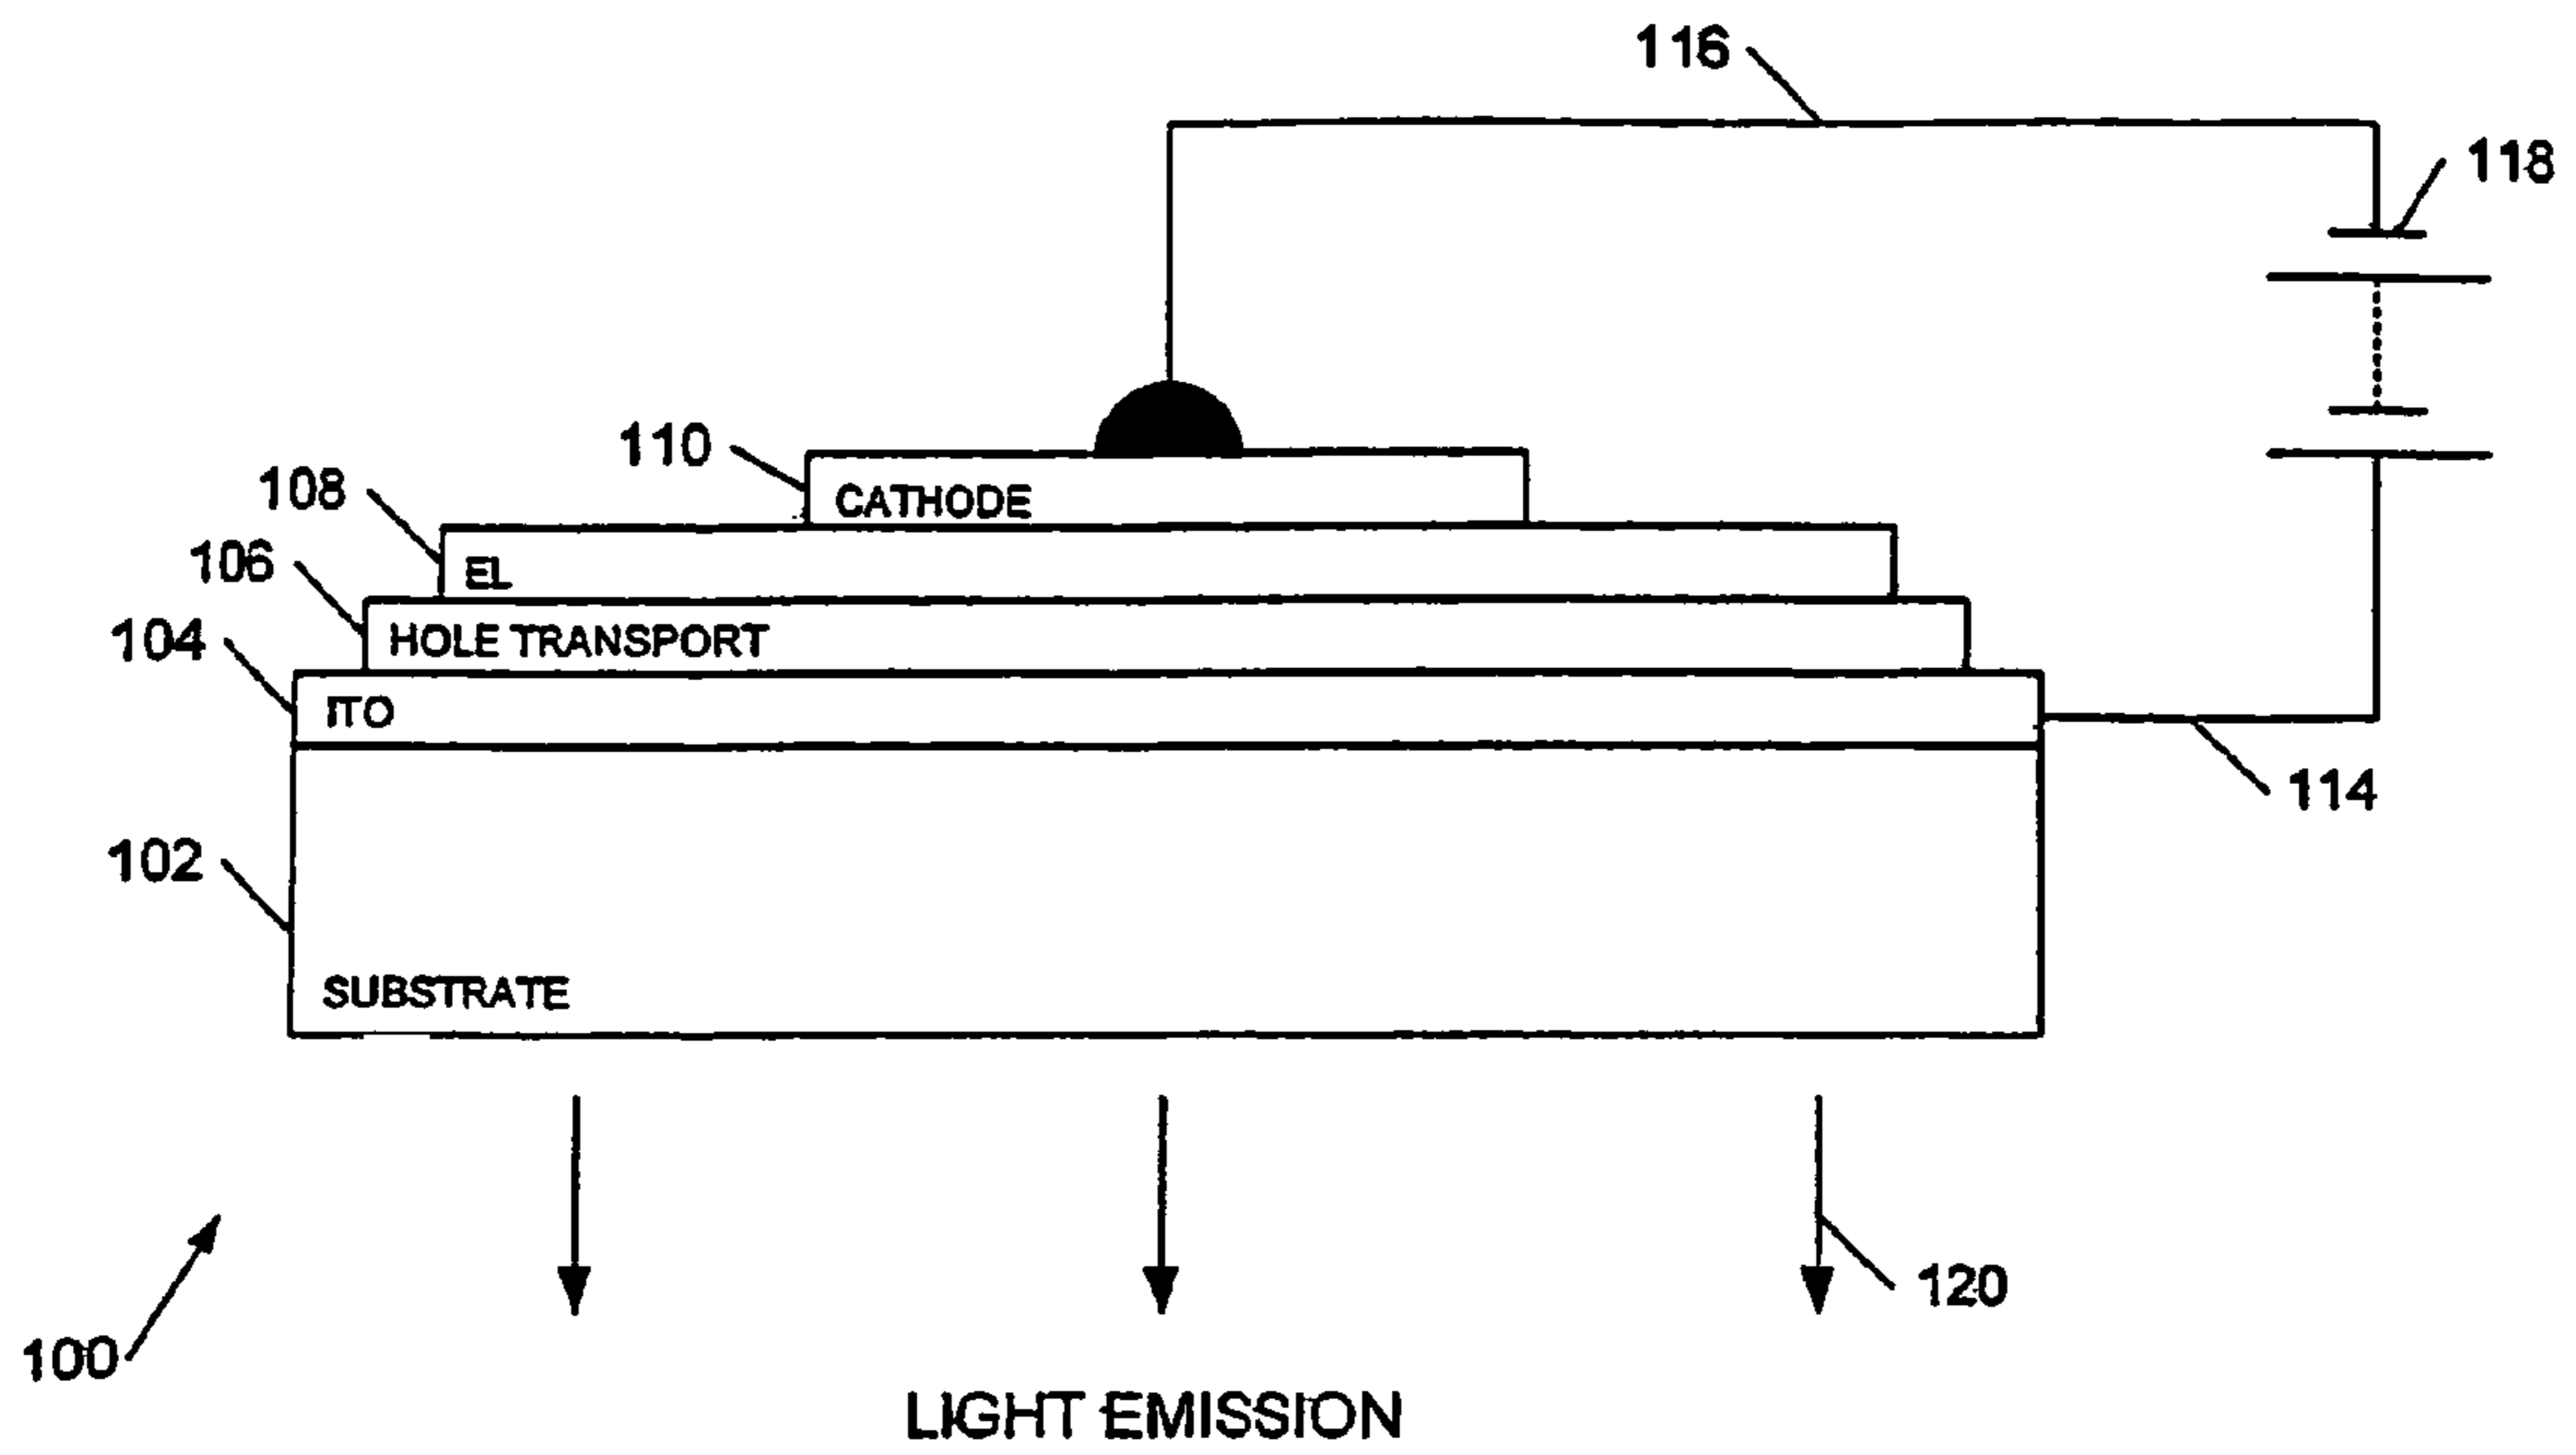 116
118
110
CATHODE
108
EL
106
HOLE TRANSPORT
104
ITO
114
102
SUBSTRATE
120
100
LIGHT EMISSION